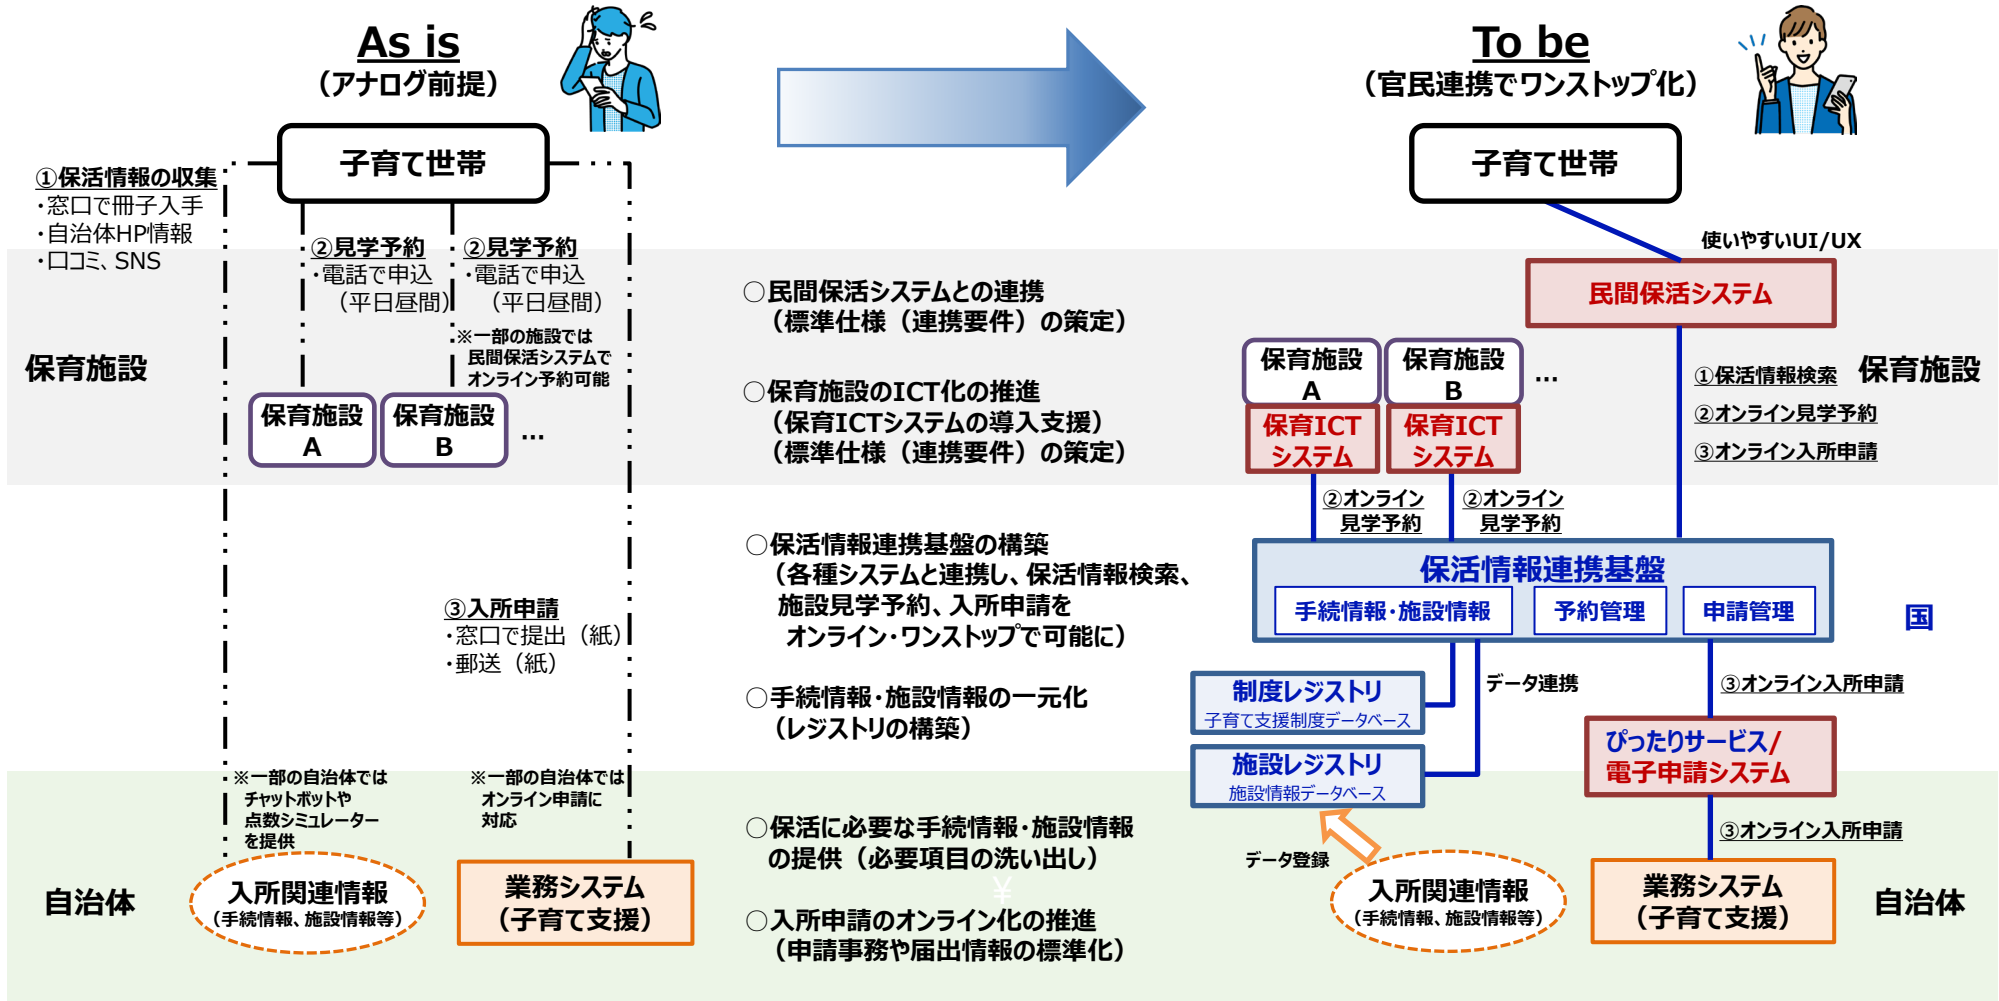 As is
（アナログ前提）
子育て世帯
①保活情報の収集
・窓口で冊子入手
・自治体HP情報
・口コミ、SNS
②見学予約
・電話で申込
（平日昼間）
②見学予約
・電話で申込
（平日昼間）
※一部の施設では
民間保活システムで
オンライン予約可能
保育施設
保育施設
A
保育施設
B
…
③入所申請
・窓口で提出（紙）
・郵送（紙）
※一部の自治体では
チャットボットや
点数シミュレーター
を提供
※一部の自治体では
オンライン申請に
対応
自治体
入所関連情報
（手続情報、施設情報等）
業務システム
（子育て支援）
○民間保活システムとの連携
（標準仕様（連携要件）の策定）
○保育施設のICT化の推進
（保育ICTシステムの導入支援）
（標準仕様（連携要件）の策定）
○保活情報連携基盤の構築
（各種システムと連携し、保活情報検索、
施設見学予約、入所申請を
オンライン・ワンストップで可能に）
○手続情報・施設情報の一元化
（レジストリの構築）
○保活に必要な手続情報・施設情報
の提供（必要項目の洗い出し）
¥
○入所申請のオンライン化の推進
（申請事務や届出情報の標準化）
To be
（官民連携でワンストップ化）
子育て世帯
使いやすいUI/UX
民間保活システム
保育施設
A
保育ICT
システム
保育施設
B
保育ICT
システム
…
①保活情報検索
②オンライン見学予約
③オンライン入所申請
保育施設
②オンライン
見学予約
②オンライン
見学予約
保活情報連携基盤
手続情報・施設情報
予約管理
申請管理
国
制度レジストリ
子育て支援制度データベース
データ連携
③オンライン入所申請
施設レジストリ
施設情報データベース
ぴったりサービス/
電子申請システム
③オンライン入所申請
データ登録
入所関連情報
（手続情報、施設情報等）
業務システム
（子育て支援）
自治体